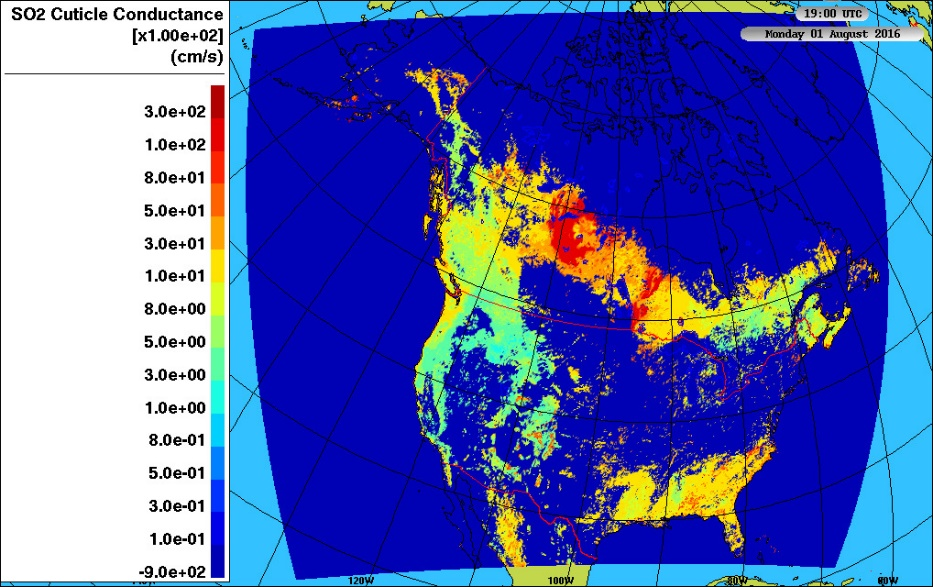 SO2 Cuticle Conductance
[x1.00e+02]
(cm/s)
19:00 UTC
Monday 01 August 2016
3.0e+02
1.0e+02
8.0e+01
5.0e+01
3.0e+01
1.0e+01
8.0e+00
5.0e+00
3.0e+00
1.0e+00
8.0e-01
5.0e-01
3.0e-01
1.0e-01
-9.0e+02
120W
100W
80W
60W